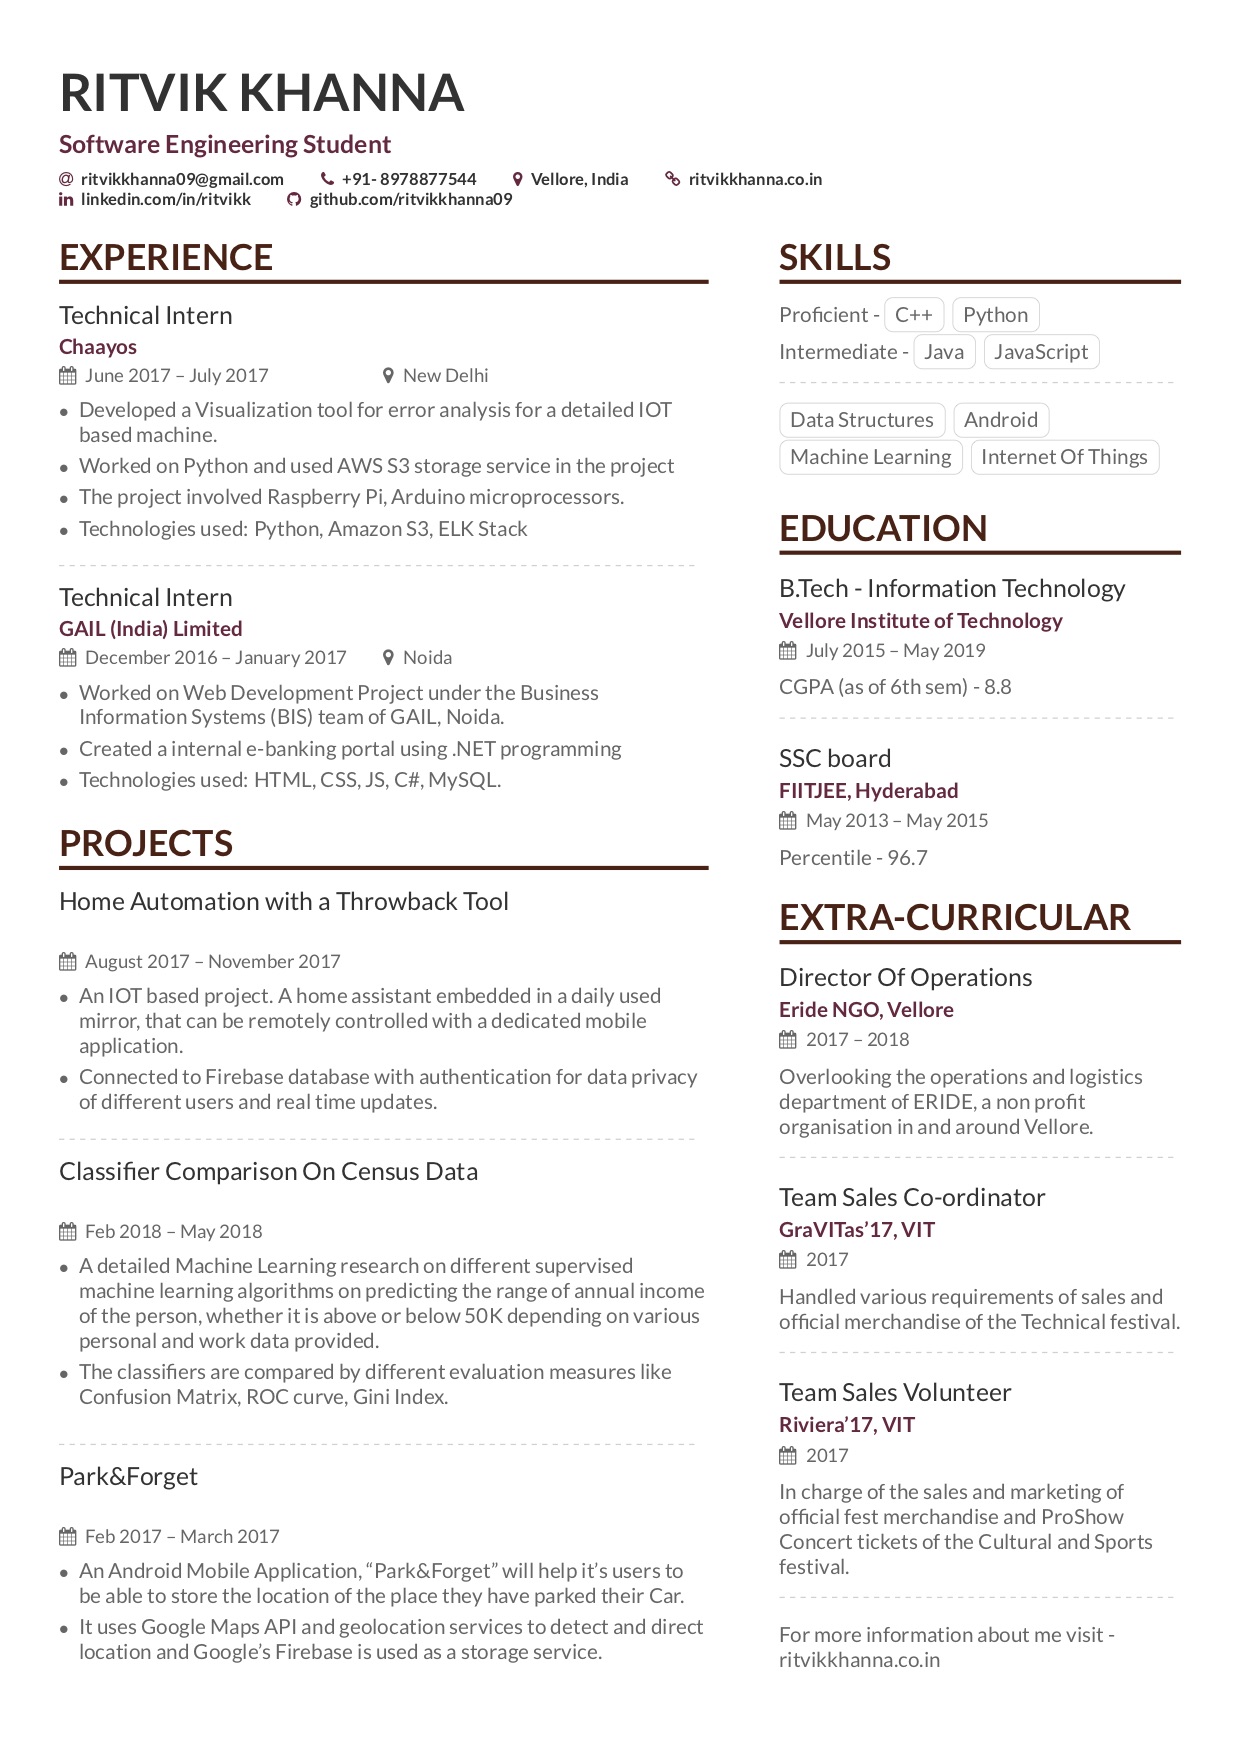 RITVIK KHANNA
Software Engineering Student
ritvikkhanna09@gmail.com +91- 8978877544 Vellore, India ritvikkhanna.co.in
linkedin.com/in/ritvikk github.com/ritvikkhanna09
EXPERIENCE
Technical Intern
Chaayos
June 2017 – July 2017 New Delhi
• Developed a Visualization tool for error analysis for a detailed IOT
based machine.
• Worked on Python and used AWS S3 storage service in the project
• The project involved Raspberry Pi, Arduino microprocessors.
• Technologies used: Python, Amazon S3, ELK Stack
Technical Intern
GAIL (India) Limited
December 2016 – January 2017 Noida
• Worked on Web Development Project under the Business
Information Systems (BIS) team of GAIL, Noida.
• Created a internal e-banking portal using .NET programming
• Technologies used: HTML, CSS, JS, C#, MySQL.
PROJECTS
Home Automation with a Throwback Tool
August 2017 – November 2017
• An IOT based project. A home assistant embedded in a daily used
mirror, that can be remotely controlled with a dedicated mobile
application.
• Connected to Firebase database with authentication for data privacy
of different users and real time updates.
Classifier Comparison On Census Data
Feb 2018 – May 2018
• A detailed Machine Learning research on different supervised
machine learning algorithms on predicting the range of annual income
of the person, whether it is above or below 50K depending on various
personal and work data provided.
• The classifiers are compared by different evaluation measures like
Confusion Matrix, ROC curve, Gini Index.
Park&Forget
Feb 2017 – March 2017
• An Android Mobile Application, “Park&Forget” will help it’s users to
be able to store the location of the place they have parked their Car.
• It uses Google Maps API and geolocation services to detect and direct
location and Google’s Firebase is used as a storage service.
SKILLS
Proficient - C++ Python
Intermediate - Java JavaScript
Data Structures Android
Machine Learning Internet Of Things
EDUCATION
B.Tech - Information Technology
Vellore Institute of Technology
July 2015 – May 2019
CGPA (as of 6th sem) - 8.8
SSC board
FIITJEE, Hyderabad
May 2013 – May 2015
Percentile - 96.7
EXTRA-CURRICULAR
Director Of Operations
Eride NGO, Vellore
2017 – 2018
Overlooking the operations and logistics
department of ERIDE, a non profit
organisation in and around Vellore.
Team Sales Co-ordinator
GraVITas’17, VIT
2017
Handled various requirements of sales and
official merchandise of the Technical festival.
Team Sales Volunteer
Riviera’17, VIT
2017
In charge of the sales and marketing of
official fest merchandise and ProShow
Concert tickets of the Cultural and Sports
festival.
For more information about me visit -
ritvikkhanna.co.in